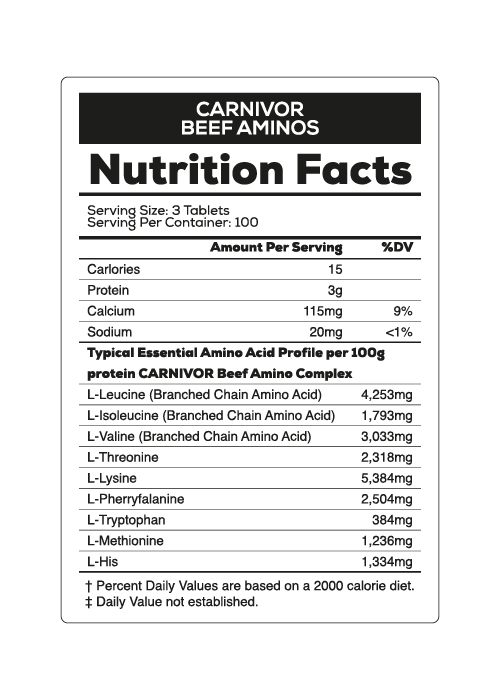 CARNIVOR
BEEF AMINOS
Nutrition Facts
Serving Size: 3 Tablets
Serving Per Container: 100
Amount Per Serving %DV
Carlories 15
Protein 3g
Calcium 115mg 9%
Sodium 20mg <1%
Typical Essential Amino Acid Profile per 100g
protein CARNIVOR Beef Amino Complex
L-Leucine (Branched Chain Amino Acid) 4,253mg
L-Isoleucine (Branched Chain Amino Acid) 1,793mg
L-Valine (Branched Chain Amino Acid) 3,033mg
L-Threonine 2,318mg
L-Lysine 5,384mg
L-Pherryfalanine 2,504mg
L-Tryptophan 384mg
L-Methionine 1,236mg
L-His 1,334mg
† Percent Daily Values are based on a 2000 calorie diet.
‡ Daily Value not established.